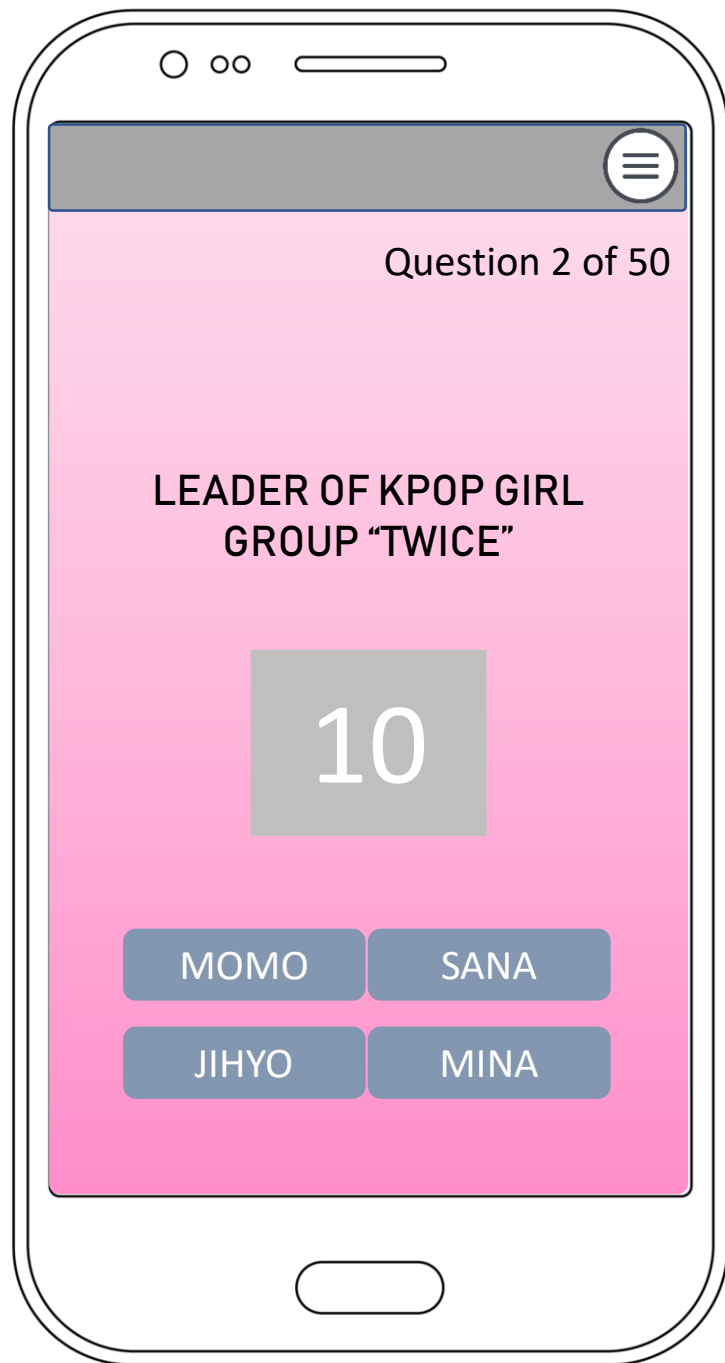 Question 2 of 50
LEADER OF KPOP GIRL
GROUP “TWICE”
10
MOMO
SANA
JIHYO
MINA